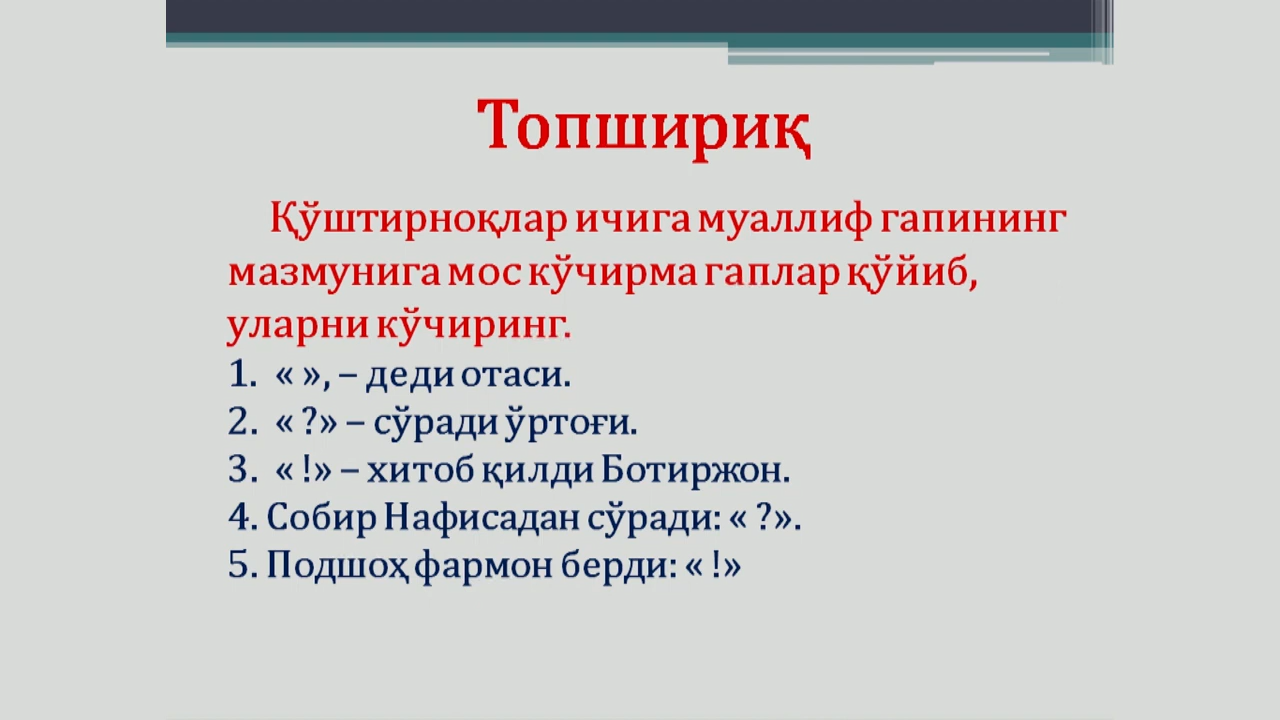 Топшириқ
Қўштирноқлар ичига муаллиф гапининг
мазмунига мос кўчирма гаплар қўйиб,
уларни кўчиринг.
1. « », – деди отаси.
2. « ?» – сўради ўртоғи.
3. « !» – хитоб қилди Ботиржон.
4. Собир Нафисадан сўради: « ?».
5. Подшоҳ фармон берди: « !»